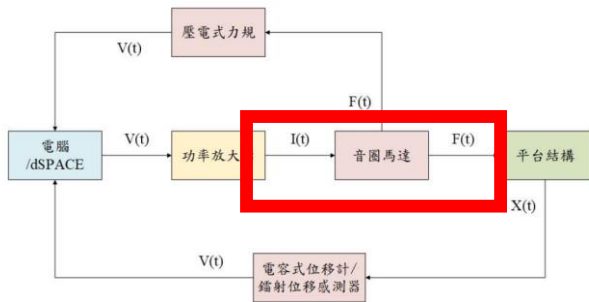 壓電式力規
V(t)
F(t)
電腦
/dSPACE
V(t)
功率放大
I(t)
音圈馬達
F(t)
平台結構
X(t)
V(t)
電容式位移計/
鐳射位移感測器